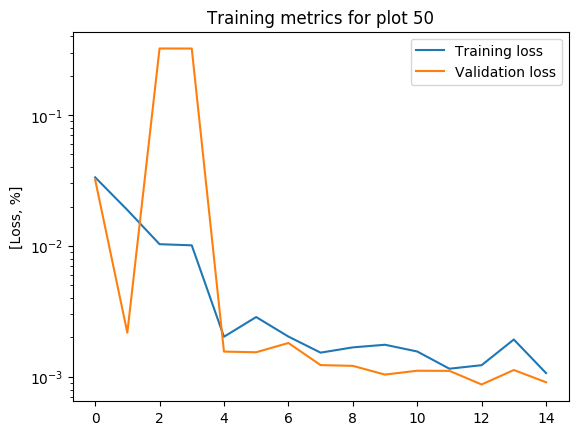 Training metrics for plot 50
Training loss
Validation loss
[Loss, %]
10⁻¹
10⁻²
10⁻³
0 2 4 6 8 10 12 14